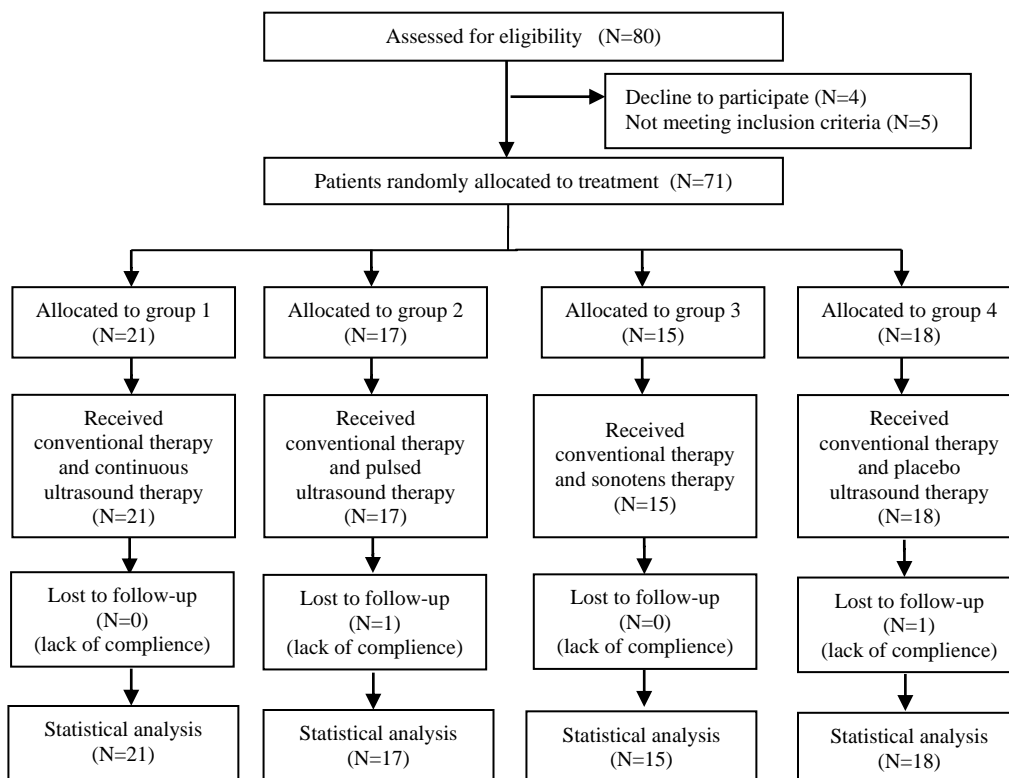 Assessed for eligibility (N=80)
Decline to participate (N=4)
Not meeting inclusion criteria (N=5)
Patients randomly allocated to treatment (N=71)
Allocated to group 1
(N=21)
Allocated to group 2
(N=17)
Allocated to group 3
(N=15)
Allocated to group 4
(N=18)
Received
conventional therapy
and continuous
ultrasound therapy
(N=21)
Received
conventional therapy
and pulsed
ultrasound therapy
(N=17)
Received
conventional therapy
and sonotens therapy
(N=15)
Received
conventional therapy
and placebo
ultrasound therapy
(N=18)
Lost to follow-up
(N=0)
(lack of complience)
Lost to follow-up
(N=1)
(lack of complience)
Lost to follow-up
(N=0)
(lack of complience)
Lost to follow-up
(N=1)
(lack of complience)
Statistical analysis
(N=21)
Statistical analysis
(N=17)
Statistical analysis
(N=15)
Statistical analysis
(N=18)